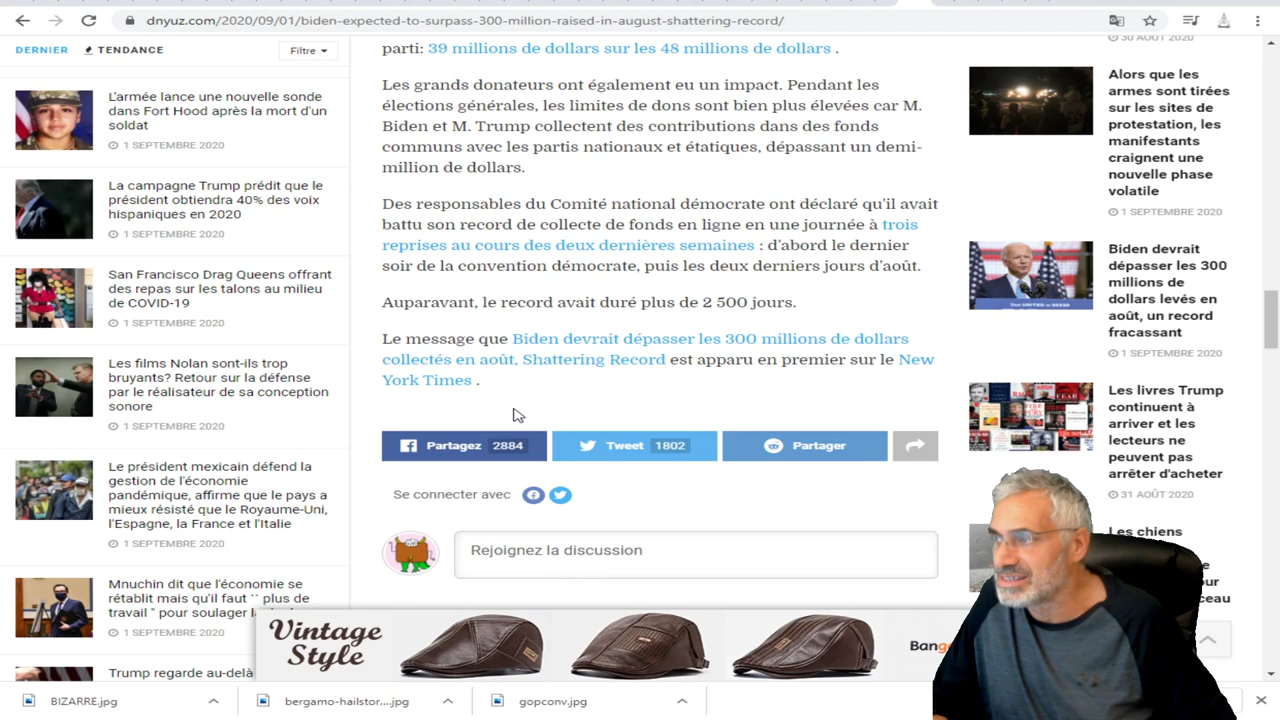 dnyuz.com/2020/09/01/biden-expected-to-surpass-300-million-raised-in-august-shattering-record/
DERNIER
TENDANCE
Filtre
L'armée lance une nouvelle sonde
dans Fort Hood après la mort d'un
soldat
1 SEPTEMBRE 2020
La campagne Trump prédit que le
président obtiendra 40% des voix
hispaniques en 2020
1 SEPTEMBRE 2020
San Francisco Drag Queens offrant
des repas sur les talons au milieu
de COVID-19
1 SEPTEMBRE 2020
Les films Nolan sont-ils trop
bruyants? Retour sur la défense
par le réalisateur de sa conception
sonore
1 SEPTEMBRE 2020
Le président mexicain défend la
gestion de l'économie
pandémique, affirme que le pays a
mieux résisté que le Royaume-Uni,
l'Espagne, la France et l'Italie
1 SEPTEMBRE 2020
Mnuchin dit que l'économie se
rétablit mais qu'il faut `` plus de
travail '' pour soulager
1 SEPTEMBRE 2020
Trump regarde au-delà
parti: 39 millions de dollars sur les 48 millions de dollars .
Les grands donateurs ont également eu un impact. Pendant les
élections générales, les limites de dons sont bien plus élevées car M.
Biden et M. Trump collectent des contributions dans des fonds
communs avec les partis nationaux et étatiques, dépassant un demi-
million de dollars.
Des responsables du Comité national démocrate ont déclaré qu'il avait
battu son record de collecte de fonds en ligne en une journée à trois
reprises au cours des deux dernières semaines : d'abord le dernier
soir de la convention démocrate, puis les deux derniers jours d'août.
Auparavant, le record avait duré plus de 2 500 jours.
Le message que Biden devrait dépasser les 300 millions de dollars
collectés en août, Shattering Record est apparu en premier sur le New
York Times .
Partagez 2884
Tweet 1802
Partager
Se connecter avec
Rejoignez la discussion
Vintage
Style
30 AOÛT 2020
Alors que les
armes sont tirées
sur les sites de
protestation, les
manifestants
craignent une
nouvelle phase
volatile
1 SEPTEMBRE 2020
Biden devrait
dépasser les 300
millions de
dollars levés en
août, un record
fracassant
1 SEPTEMBRE 2020
Les livres Trump
continuent à
arriver et les
lecteurs ne
peuvent pas
arrêter d'acheter
31 AOÛT 2020
Les chiens
BIZARRE.jpg
bergamo-hailstor....jpg
gopconv.jpg